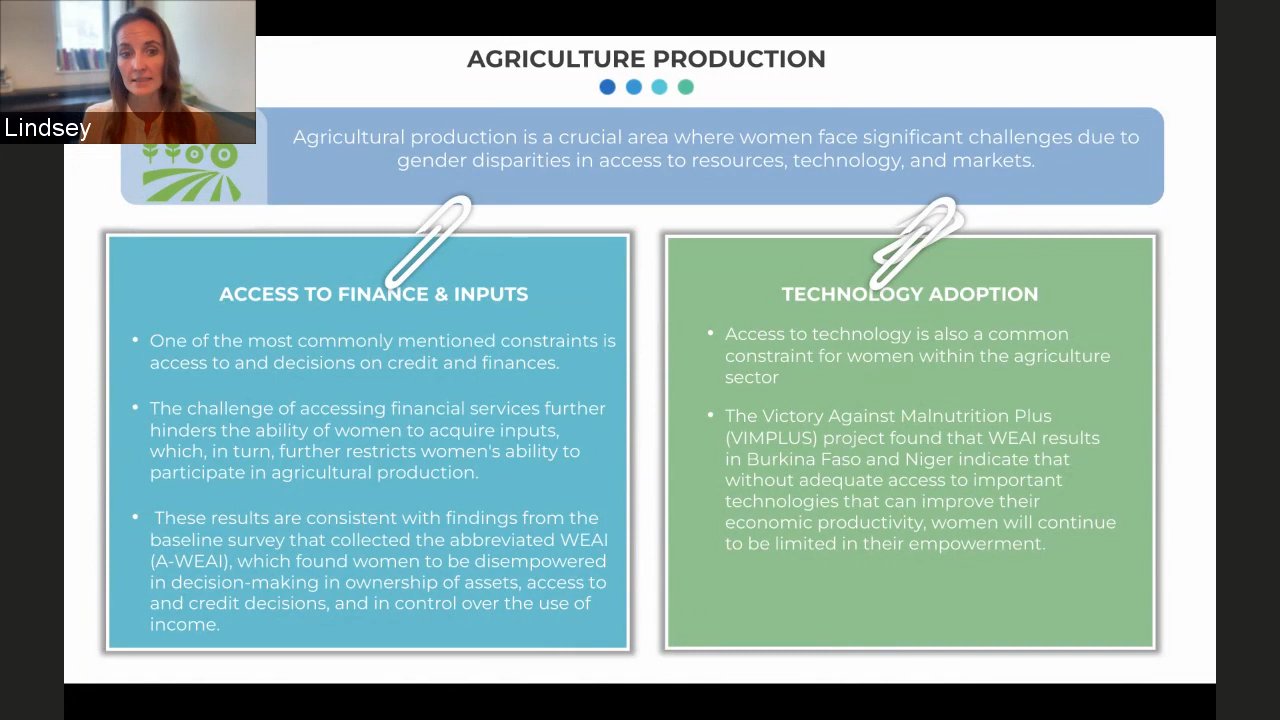 AGRICULTURE PRODUCTION
Lindsey
Agricultural production is a crucial area where women face significant challenges due to
gender disparities in access to resources, technology, and markets.
ACCESS TO FINANCE & INPUTS
• One of the most commonly mentioned constraints is
access to and decisions on credit and finances.
• The challenge of accessing financial services further
hinders the ability of women to acquire inputs,
which, in turn, further restricts women's ability to
participate in agricultural production.
• These results are consistent with findings from the
baseline survey that collected the abbreviated WEAI
(A-WEAI), which found women to be disempowered
in decision-making in ownership of assets, access to
and credit decisions, and in control over the use of
income.
TECHNOLOGY ADOPTION
• Access to technology is also a common
constraint for women within the agriculture
sector
• The Victory Against Malnutrition Plus
(VIMPLUS) project found that WEAI results
in Burkina Faso and Niger indicate that
without adequate access to important
technologies that can improve their
economic productivity, women will continue
to be limited in their empowerment.